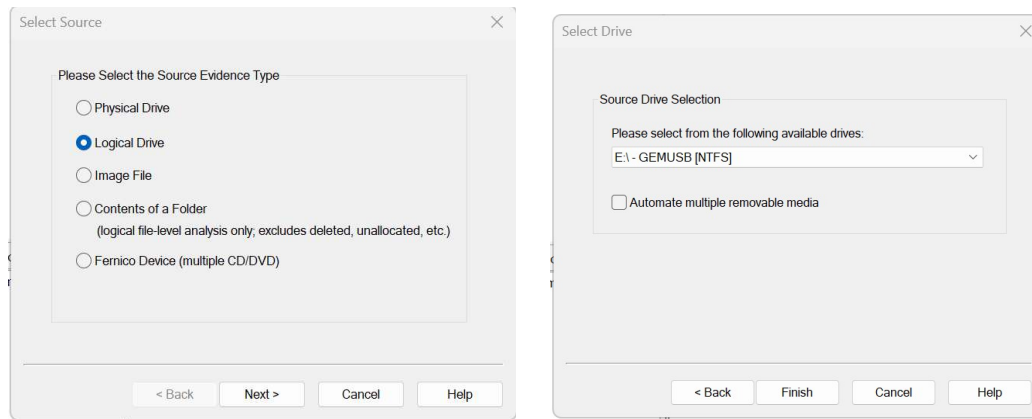 Select Source
Please Select the Source Evidence Type
Physical Drive
Logical Drive
Image File
Contents of a Folder
(logical file-level analysis only; excludes deleted, unallocated, etc.)
Fernico Device (multiple CD/DVD)
< Back Next > Cancel Help
Select Drive
Source Drive Selection
Please select from the following available drives:
E:\ - GEMUSB [NTFS]
Automate multiple removable media
< Back Finish Cancel Help